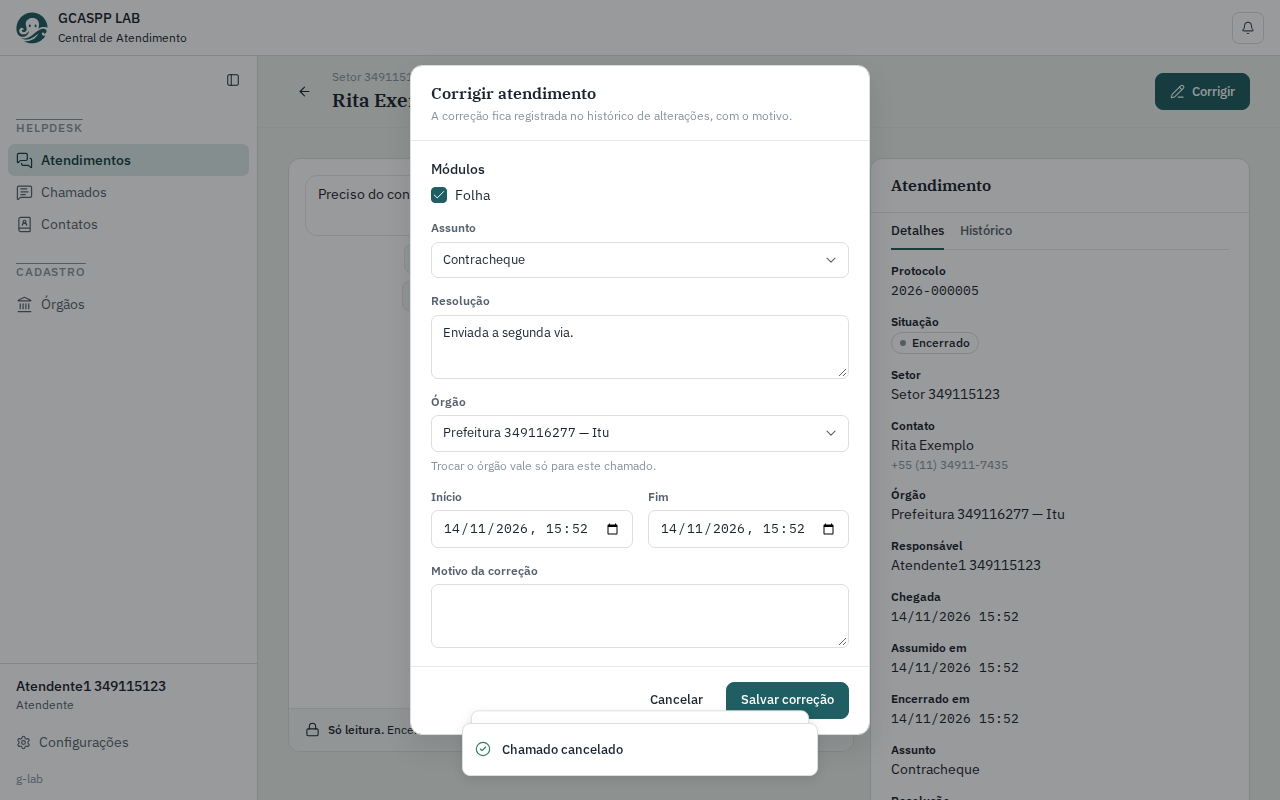 GCASPP LAB
Central de Atendimento
HELPDESK
Atendimentos
Chamados
Contatos
CADASTRO
Órgãos
Atendente1 349115123
Atendente
Configurações
g-lab
Setor 349115
Corrigir
Só leitura.
Corrigir atendimento
A correção fica registrada no histórico de alterações, com o motivo.
Módulos
Folha
Assunto
Contracheque
Resolução
Enviada a segunda via.
Órgão
Prefeitura 349116277 — Itu
Trocar o órgão vale só para este chamado.
Início
Fim
14/11/2026, 15:52
14/11/2026, 15:52
Motivo da correção
Cancelar
Salvar correção
Chamado cancelado
Atendimento
Detalhes
Histórico
Protocolo
2026-000005
Situação
Encerrado
Setor
Setor 349115123
Contato
Rita Exemplo
+55 (11) 34911-7435
Órgão
Prefeitura 349116277 — Itu
Responsável
Atendente1 349115123
Chegada
14/11/2026 15:52
Assumido em
14/11/2026 15:52
Encerrado em
14/11/2026 15:52
Assunto
Contracheque